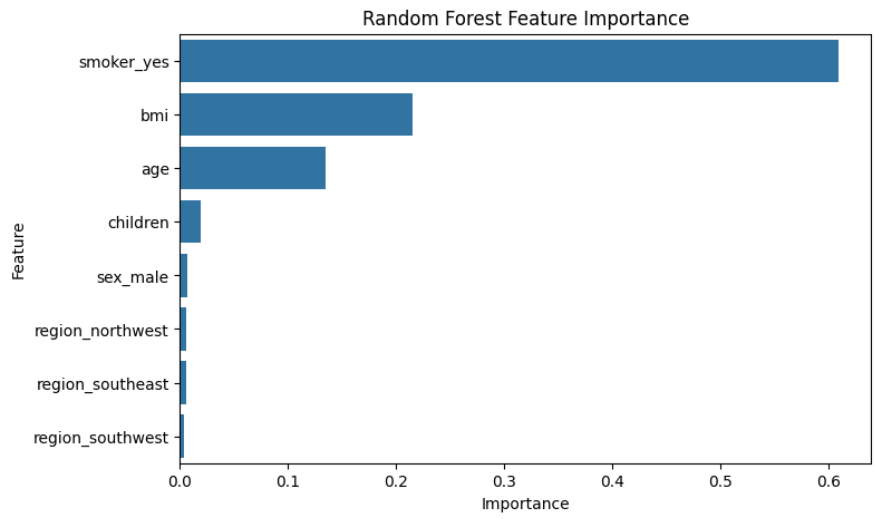 Random Forest Feature Importance
smoker_yes
bmi
age
children
sex_male
region_northwest
region_southeast
region_southwest
Feature
0.0 0.1 0.2 0.3 0.4 0.5 0.6
Importance